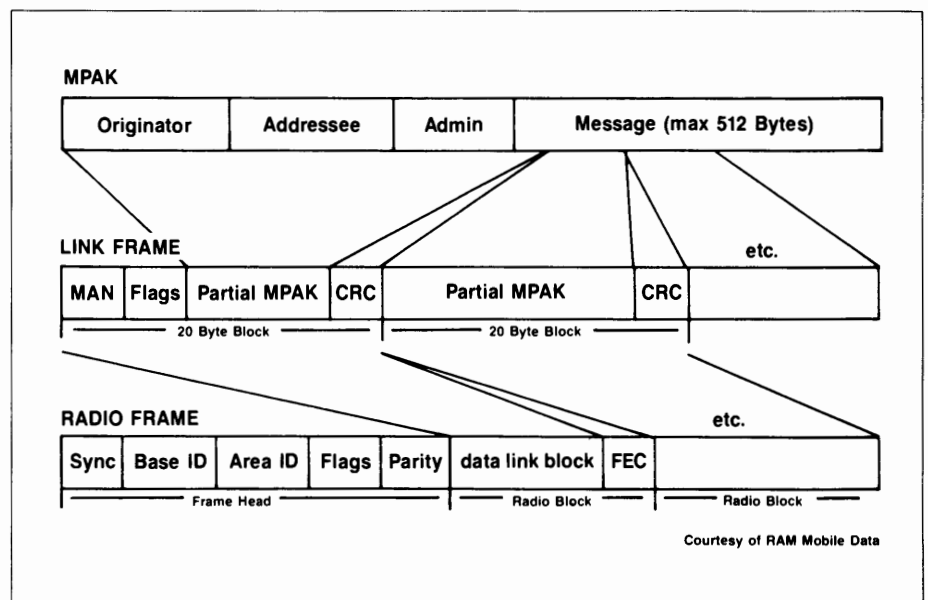 MPAK
Originator Addressee Admin Message (max 512 Bytes)
LINK FRAME
etc.
MAN Flags Partial MPAK CRC Partial MPAK CRC
20 Byte Block 20 Byte Block
RADIO FRAME
etc.
Sync Base ID Area ID Flags Parity data link block FEC
Frame Head Radio Block Radio Block
Courtesy of RAM Mobile Data